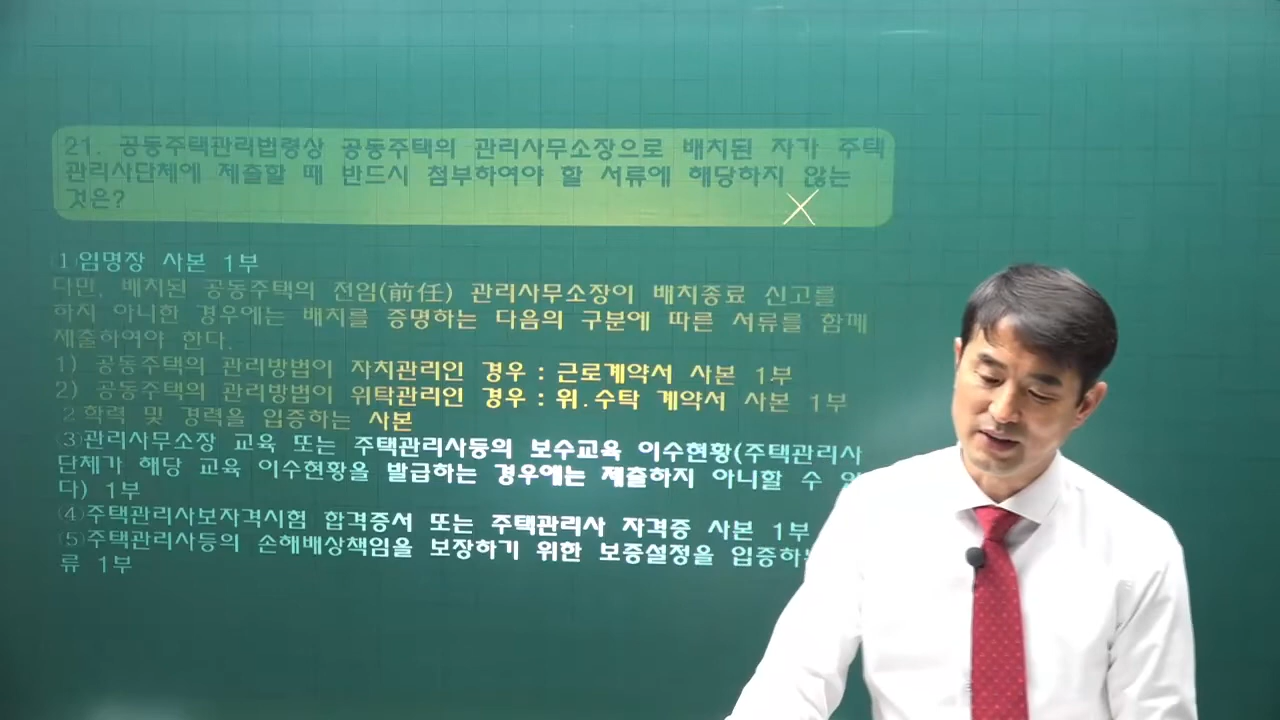 21. 공동주택관리법령상 공동주택의 관리사무소장으로 배치된 자가 주택
관리사단체에 제출할 때 반드시 첨부하여야 할 서류에 해당하지 않는
것은?
(1)임명장 사본 1부
다만, 배치된 공동주택의 전임(前任) 관리사무소장이 배치종료 신고를
하지 아니한 경우에는 배치를 증명하는 다음의 구분에 따른 서류를 함께
제출하여야 한다.
1) 공동주택의 관리방법이 자치관리인 경우 : 근로계약서 사본 1부
2) 공동주택의 관리방법이 위탁관리인 경우 : 위.수탁 계약서 사본 1부
2 학력 및 경력을 입증하는 사본
(3)관리사무소장 교육 또는 주택관리사등의 보수교육 이수현황(주택관리사
단체가 해당 교육 이수현황을 발급하는 경우에는 제출하지 아니할 수
다) 1부
(4)주택관리사보자격시험 합격증서 또는 주택관리사 자격증 사본 1부
(5)주택관리사등의 손해배상책임을 보장하기 위한 보증설정을
류 1부